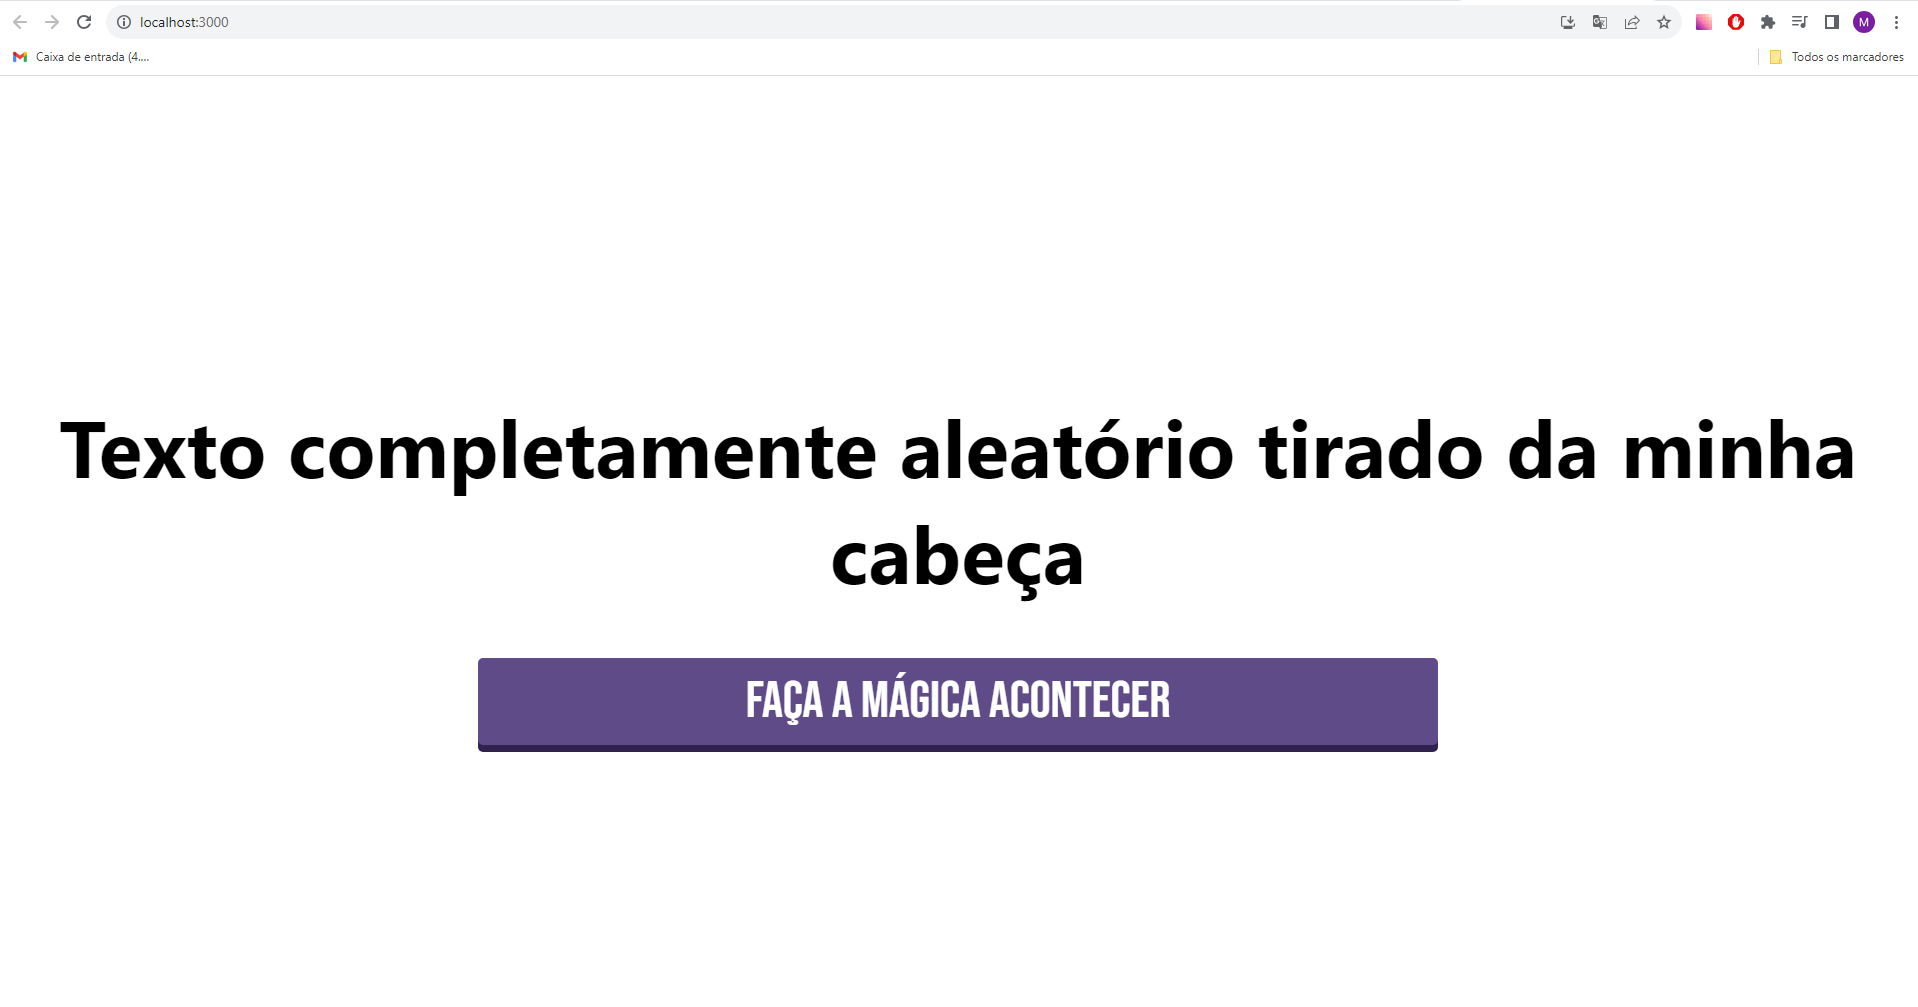 localhost:3000
M
Caixa de entrada (4....
Todos os marcadores
Texto completamente aleatório tirado da minha
cabeça
FAÇA A MÁGICA ACONTECER